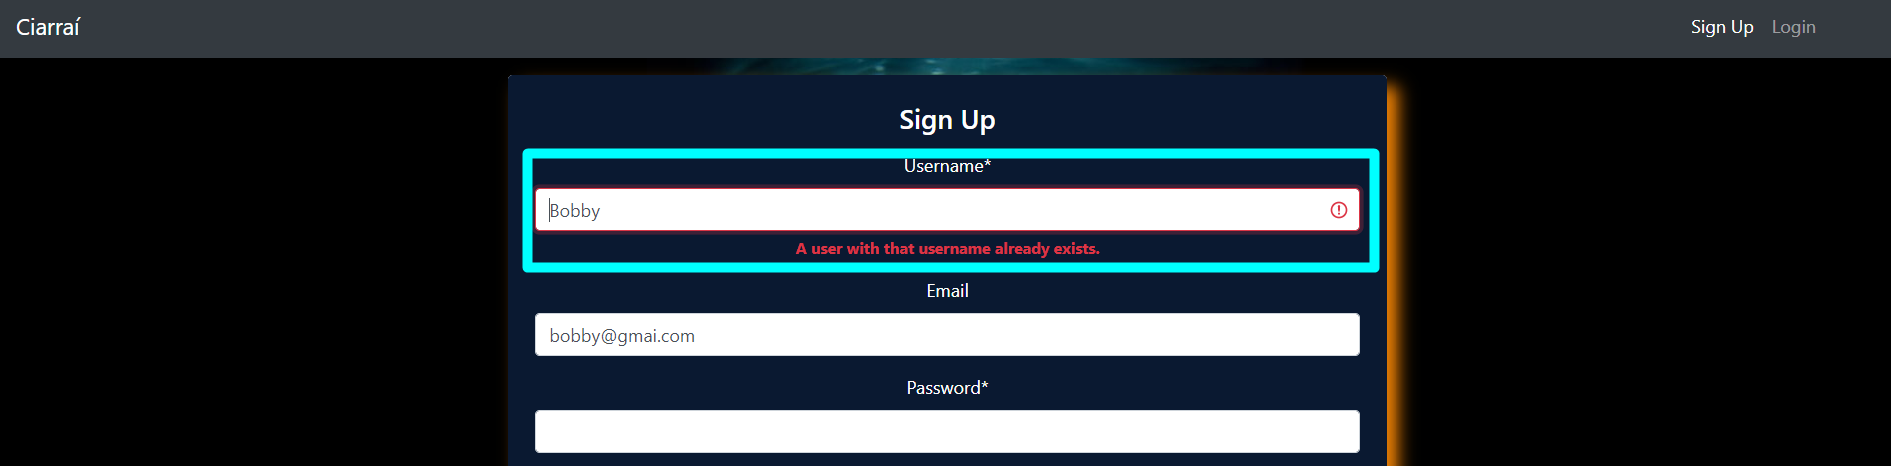 Ciarraí
Sign Up Login
Sign Up
Username*
Bobby
A user with that username already exists.
Email
bobby@gmai.com
Password*